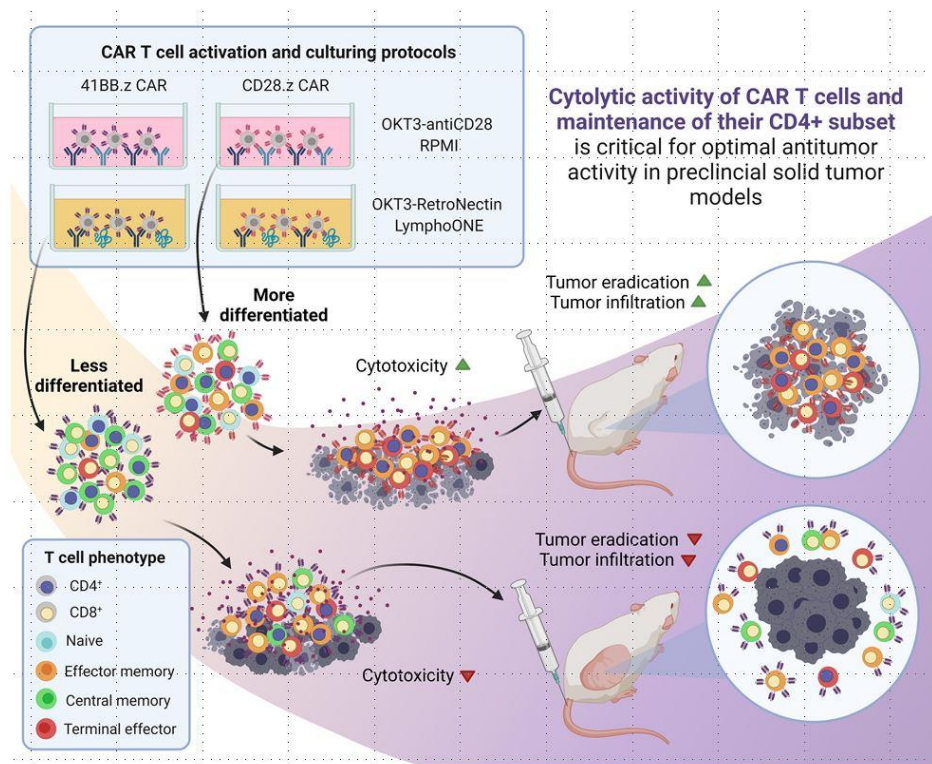 CAR T cell activation and culturing protocols
41BB.z CAR
CD28.z CAR
OKT3-antiCD28
RPMI
OKT3-RetroNectin
LymphoONE
Cytolytic activity of CAR T cells and
maintenance of their CD4+ subset
is critical for optimal antitumor
activity in preclincial solid tumor
models
More
differentiated
Less
differentiated
Cytotoxicity
Tumor eradication
Tumor infiltration
Tumor eradication
Tumor infiltration
Cytotoxicity
T cell phenotype
CD4⁺
CD8⁺
Naive
Effector memory
Central memory
Terminal effector